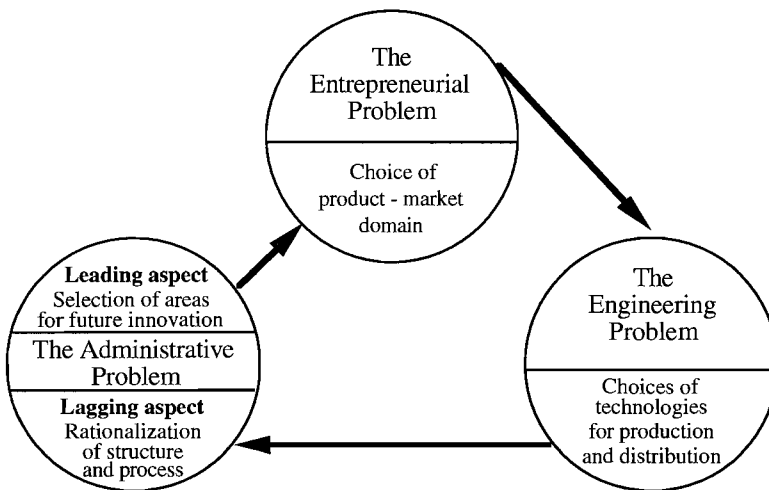 The
Entrepreneurial
Problem
Choice of
product - market
domain
Leading aspect
Selection of areas
for future innovation
The Administrative
Problem
Lagging aspect
Rationalization
of structure
and process
The
Engineering
Problem
Choices of
technologies
for production
and distribution